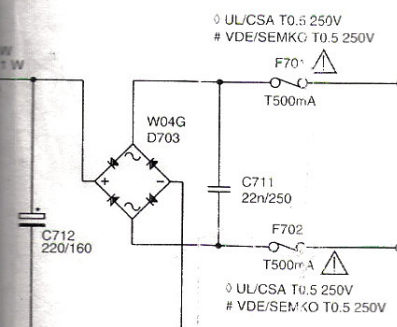 ◊ UL/CSA T0.5 250V
# VDE/SEMKO T0.5 250V
W
1 W
F701
T500mA
W04G
D703
+
−
C711
22n/250
+
C712
220/160
F702
T500mA
◊ UL/CSA T0.5 250V
# VDE/SEMKO T0.5 250V